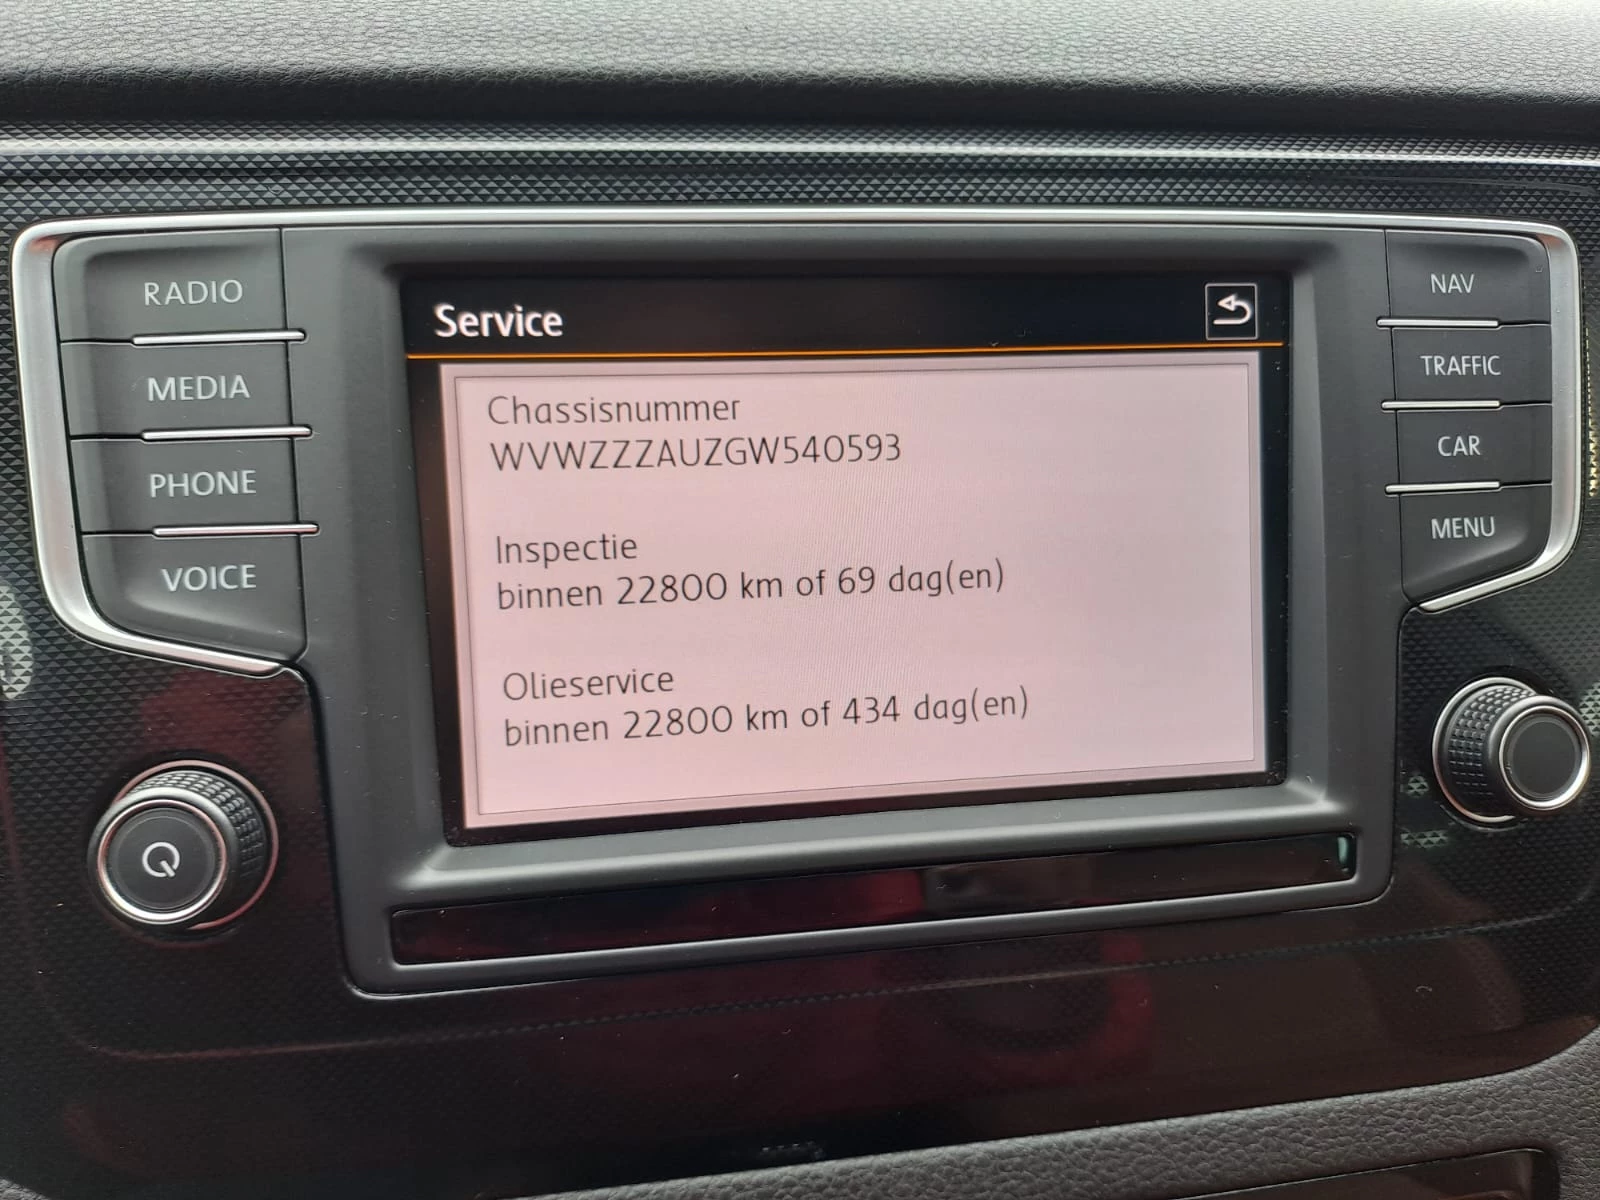 RADIO
MEDIA
PHONE
VOICE
Service
Chassisnummer
WVWZZZAUZGW540593
Inspectie
binnen 22800 km of 69 dag(en)
Olieservice
binnen 22800 km of 434 dag(en)
NAV
TRAFFIC
CAR
MENU